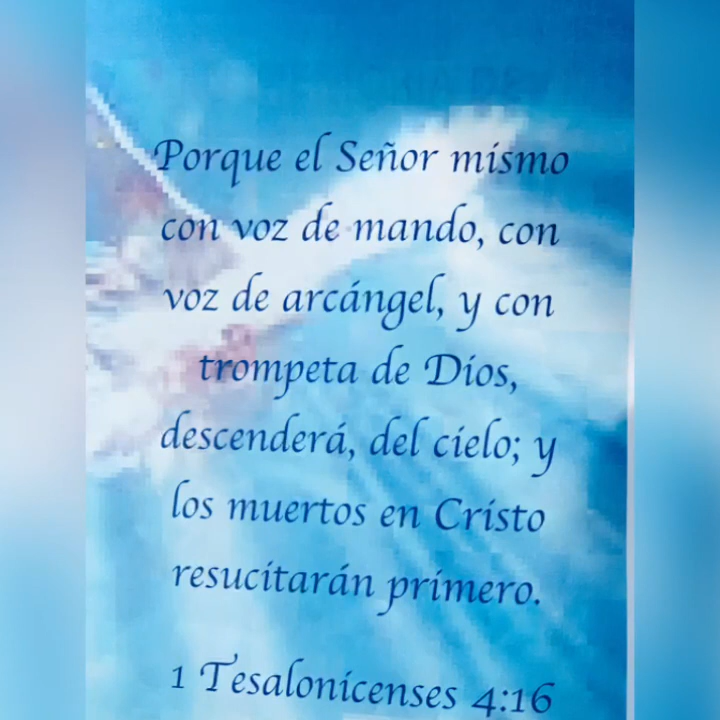 Porque el Señor mismo
con voz de mando, con
voz de arcángel, y con
trompeta de Dios,
descenderá, del cielo; y
los muertos en Cristo
resucitarán primero.
1 Tesalonicenses 4:16